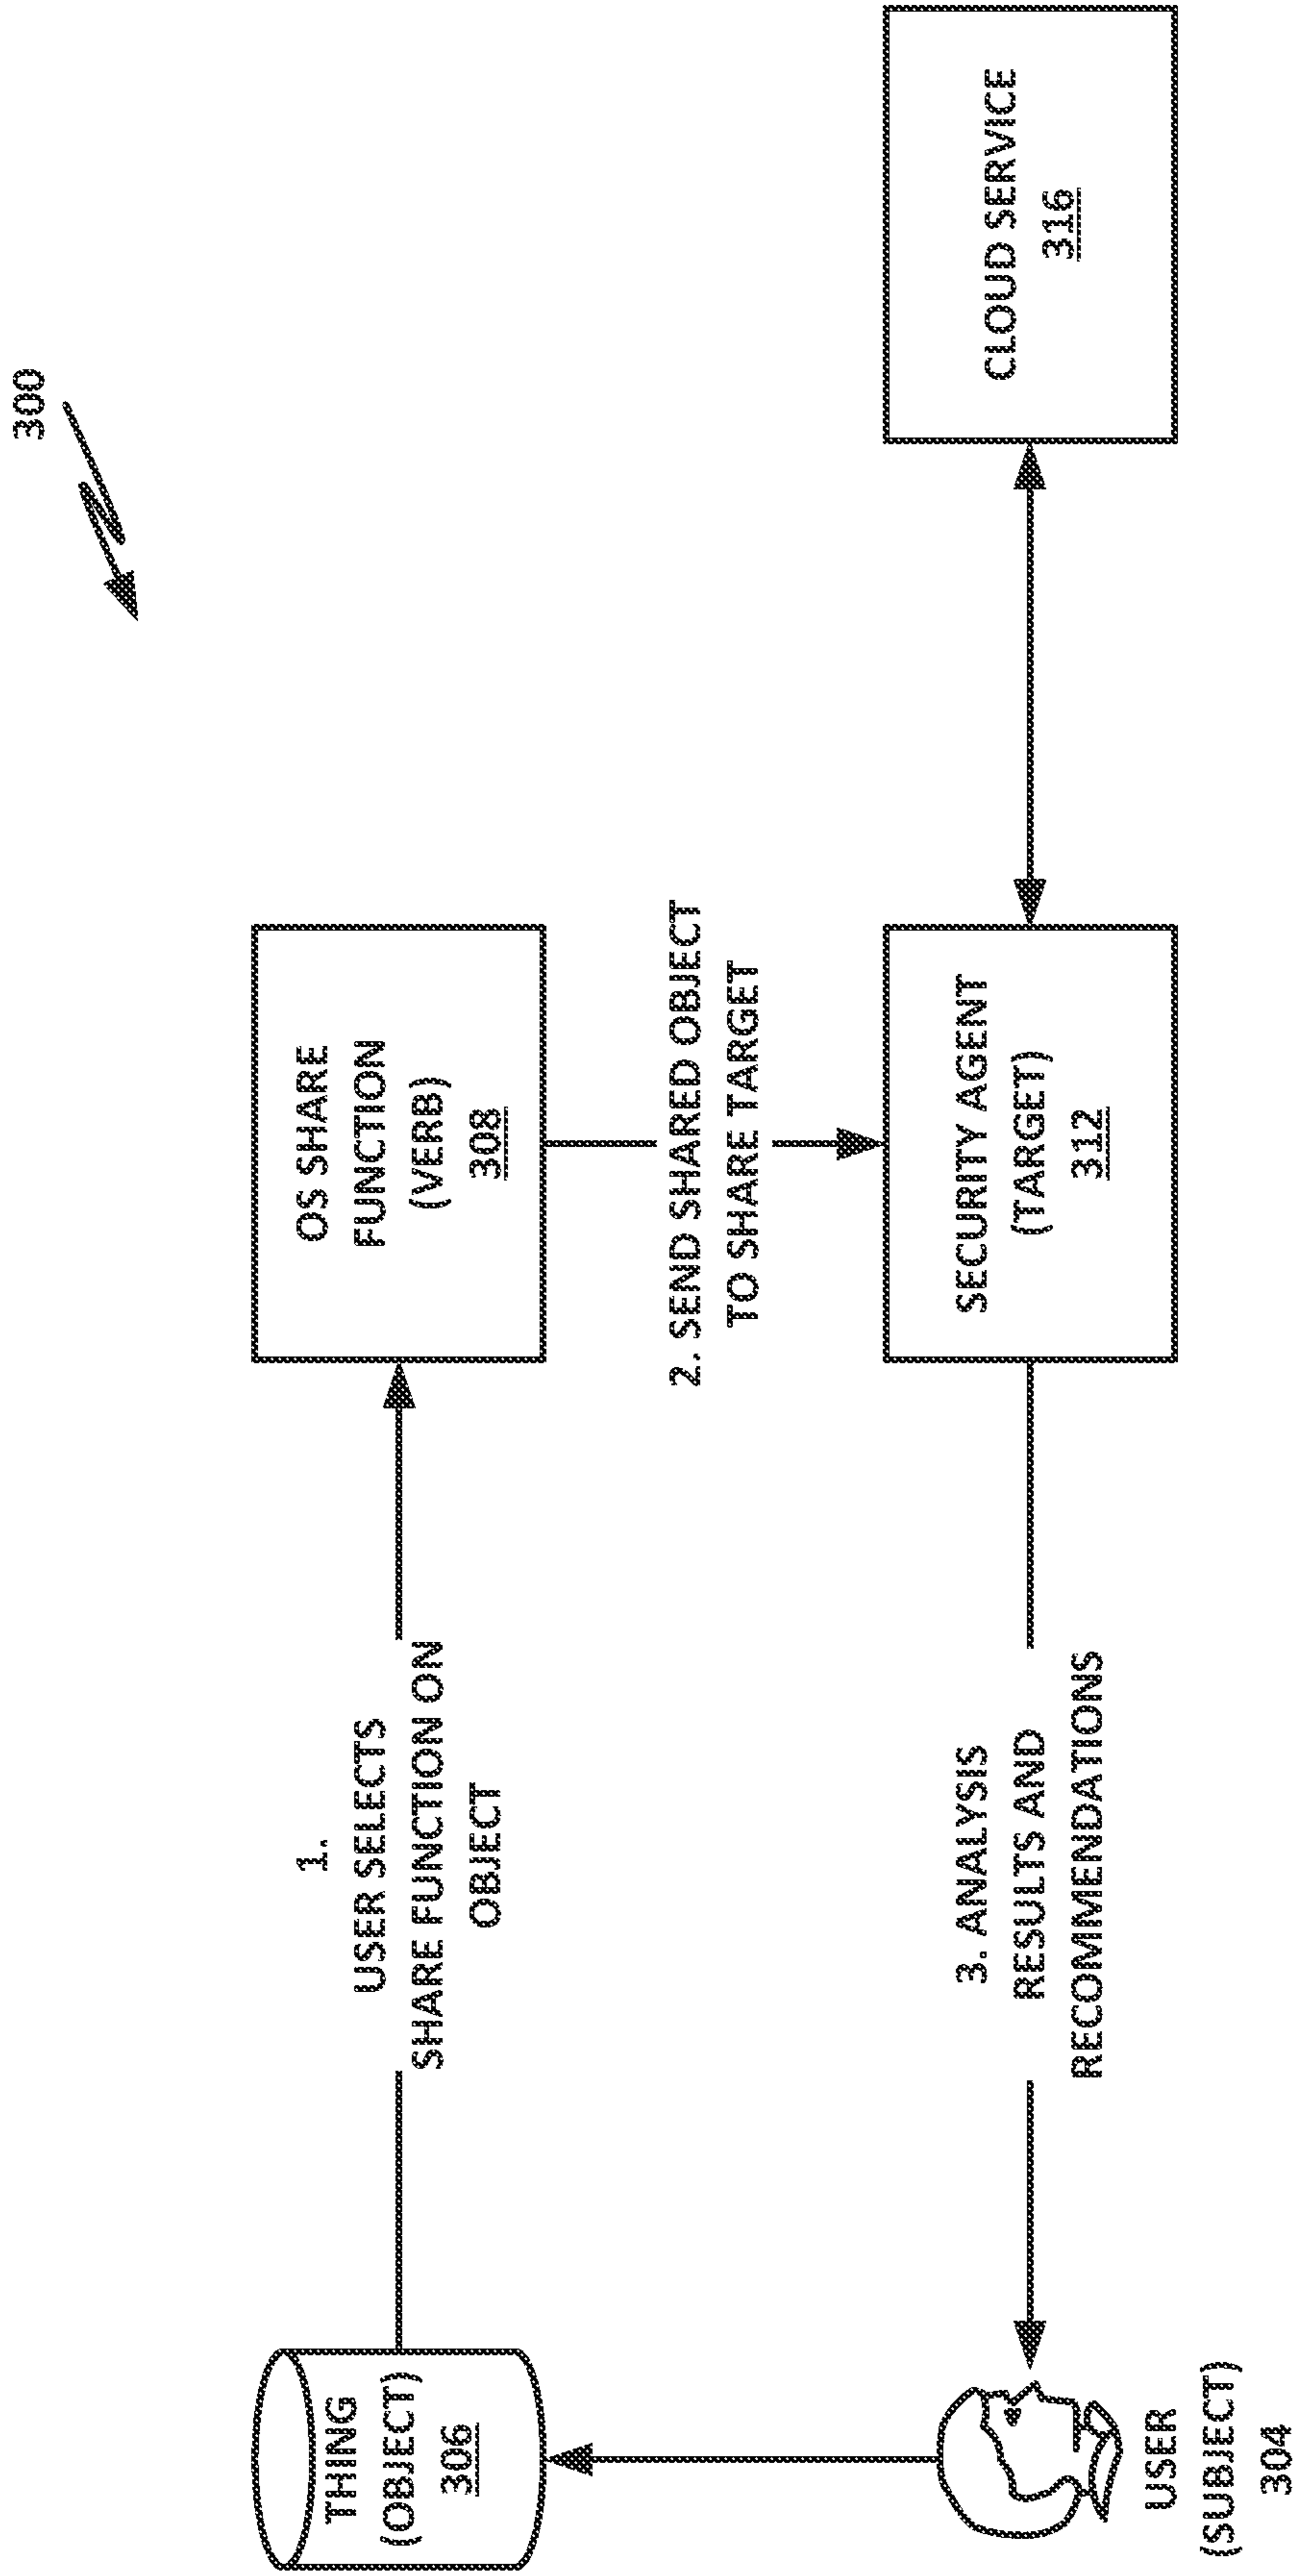 300
THING
(OBJECT)
306
1.
USER SELECTS
SHARE FUNCTION ON
OBJECT
OS SHARE
FUNCTION
(VERB)
308
2. SEND SHARED OBJECT
TO SHARE TARGET
USER
(SUBJECT)
304
3. ANALYSIS
RESULTS AND
RECOMMENDATIONS
SECURITY AGENT
(TARGET)
312
CLOUD SERVICE
316